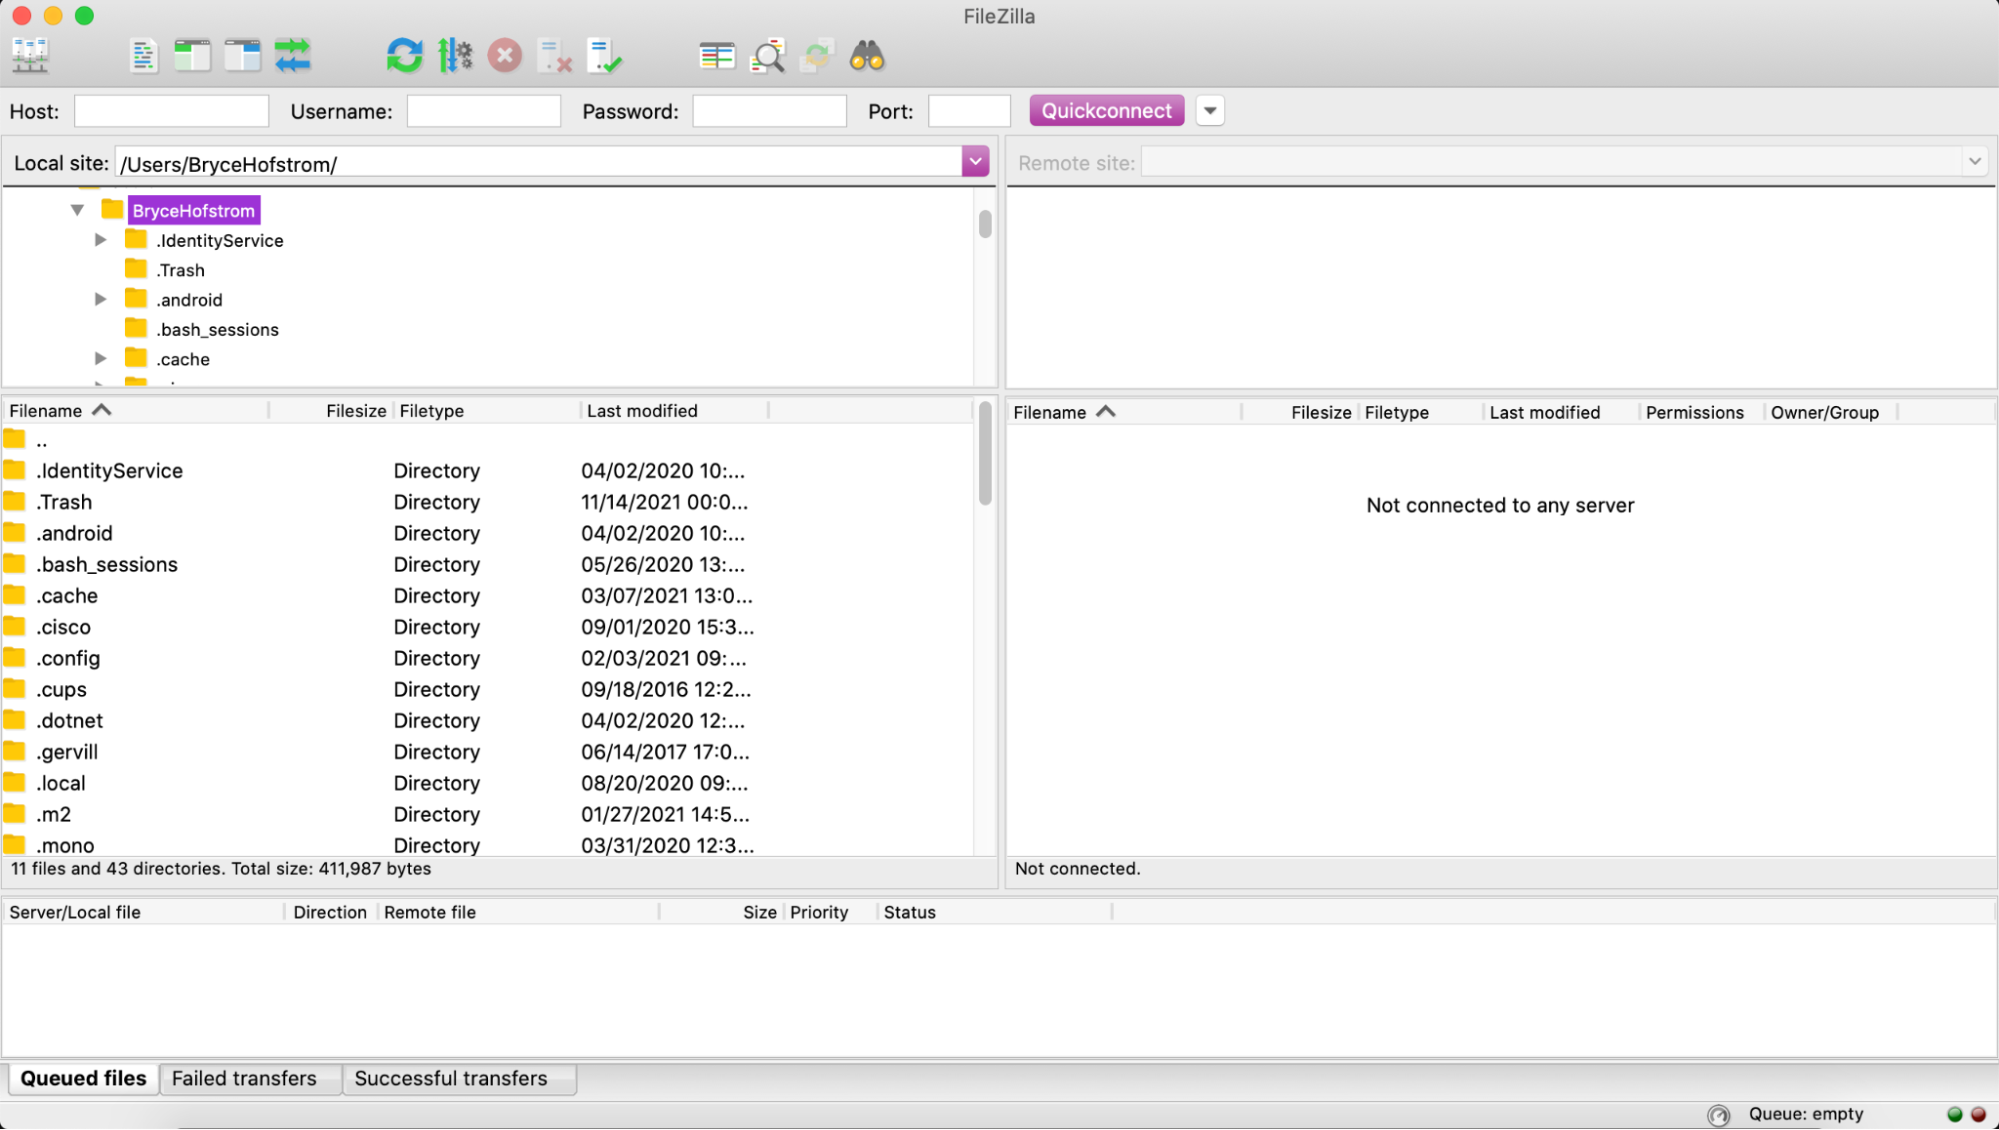 FileZilla
Host: Username: Password: Port: Quickconnect
Local site: /Users/BryceHofstrom/
Remote site:
BryceHofstrom
.IdentityService
.Trash
.android
.bash_sessions
.cache
Filename Filesize Filetype Last modified
..
.IdentityService Directory 04/02/2020 10:...
.Trash Directory 11/14/2021 00:0...
.android Directory 04/02/2020 10:...
.bash_sessions Directory 05/26/2020 13:...
.cache Directory 03/07/2021 13:0...
.cisco Directory 09/01/2020 15:3...
.config Directory 02/03/2021 09:...
.cups Directory 09/18/2016 12:2...
.dotnet Directory 04/02/2020 12:...
.gervill Directory 06/14/2017 17:0...
.local Directory 08/20/2020 09:...
.m2 Directory 01/27/2021 14:5...
.mono Directory 03/31/2020 12:3...
11 files and 43 directories. Total size: 411,987 bytes
Filename Filesize Filetype Last modified Permissions Owner/Group
Not connected to any server
Not connected.
Server/Local file Direction Remote file Size Priority Status
Queued files Failed transfers Successful transfers
Queue: empty